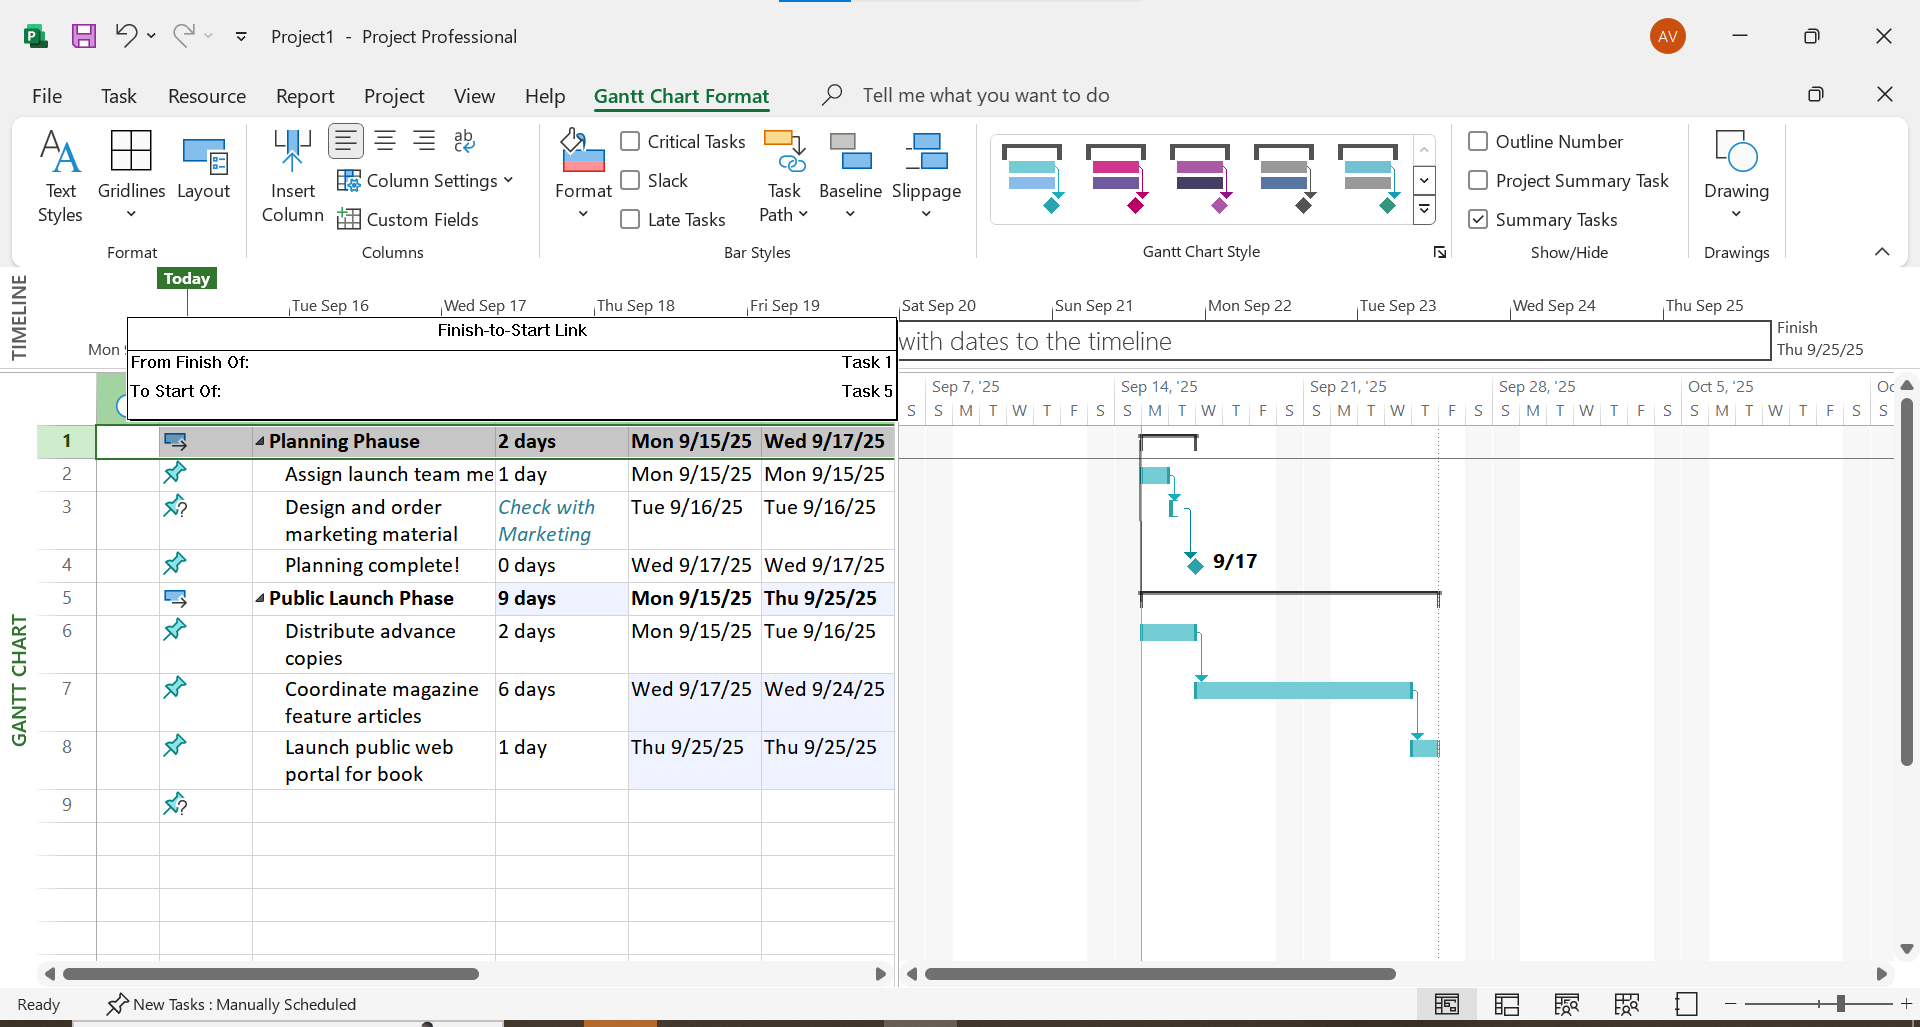 Project1 - Project Professional
AV
File Task Resource Report Project View Help Gantt Chart Format Tell me what you want to do
Text Styles
Gridlines
Layout
Format
Insert Column
ab
Column Settings
Custom Fields
Columns
Format
Critical Tasks
Slack
Late Tasks
Task Path
Baseline
Slippage
Bar Styles
Gantt Chart Style
Outline Number
Project Summary Task
Summary Tasks
Show/Hide
Drawing
Drawings
TIMELINE
Today
Tue Sep 16 Wed Sep 17 Thu Sep 18 Fri Sep 19 Sat Sep 20 Sun Sep 21 Mon Sep 22 Tue Sep 23 Wed Sep 24 Thu Sep 25
Mon
with dates to the timeline
Finish
Thu 9/25/25
Finish-to-Start Link
From Finish Of: Task 1
To Start Of: Task 5
Sep 7, '25 Sep 14, '25 Sep 21, '25 Sep 28, '25 Oct 5, '25 Oc
S S M T W T F S S M T W T F S S M T W T F S S M T W T F S S M T W T F S S
GANTT CHART
1 Planning Phause 2 days Mon 9/15/25 Wed 9/17/25
2 Assign launch team me 1 day Mon 9/15/25 Mon 9/15/25
3 Design and order marketing material Check with Marketing Tue 9/16/25 Tue 9/16/25
4 Planning complete! 0 days Wed 9/17/25 Wed 9/17/25
9/17
5 Public Launch Phase 9 days Mon 9/15/25 Thu 9/25/25
6 Distribute advance copies 2 days Mon 9/15/25 Tue 9/16/25
7 Coordinate magazine feature articles 6 days Wed 9/17/25 Wed 9/24/25
8 Launch public web portal for book 1 day Thu 9/25/25 Thu 9/25/25
9
Ready New Tasks : Manually Scheduled